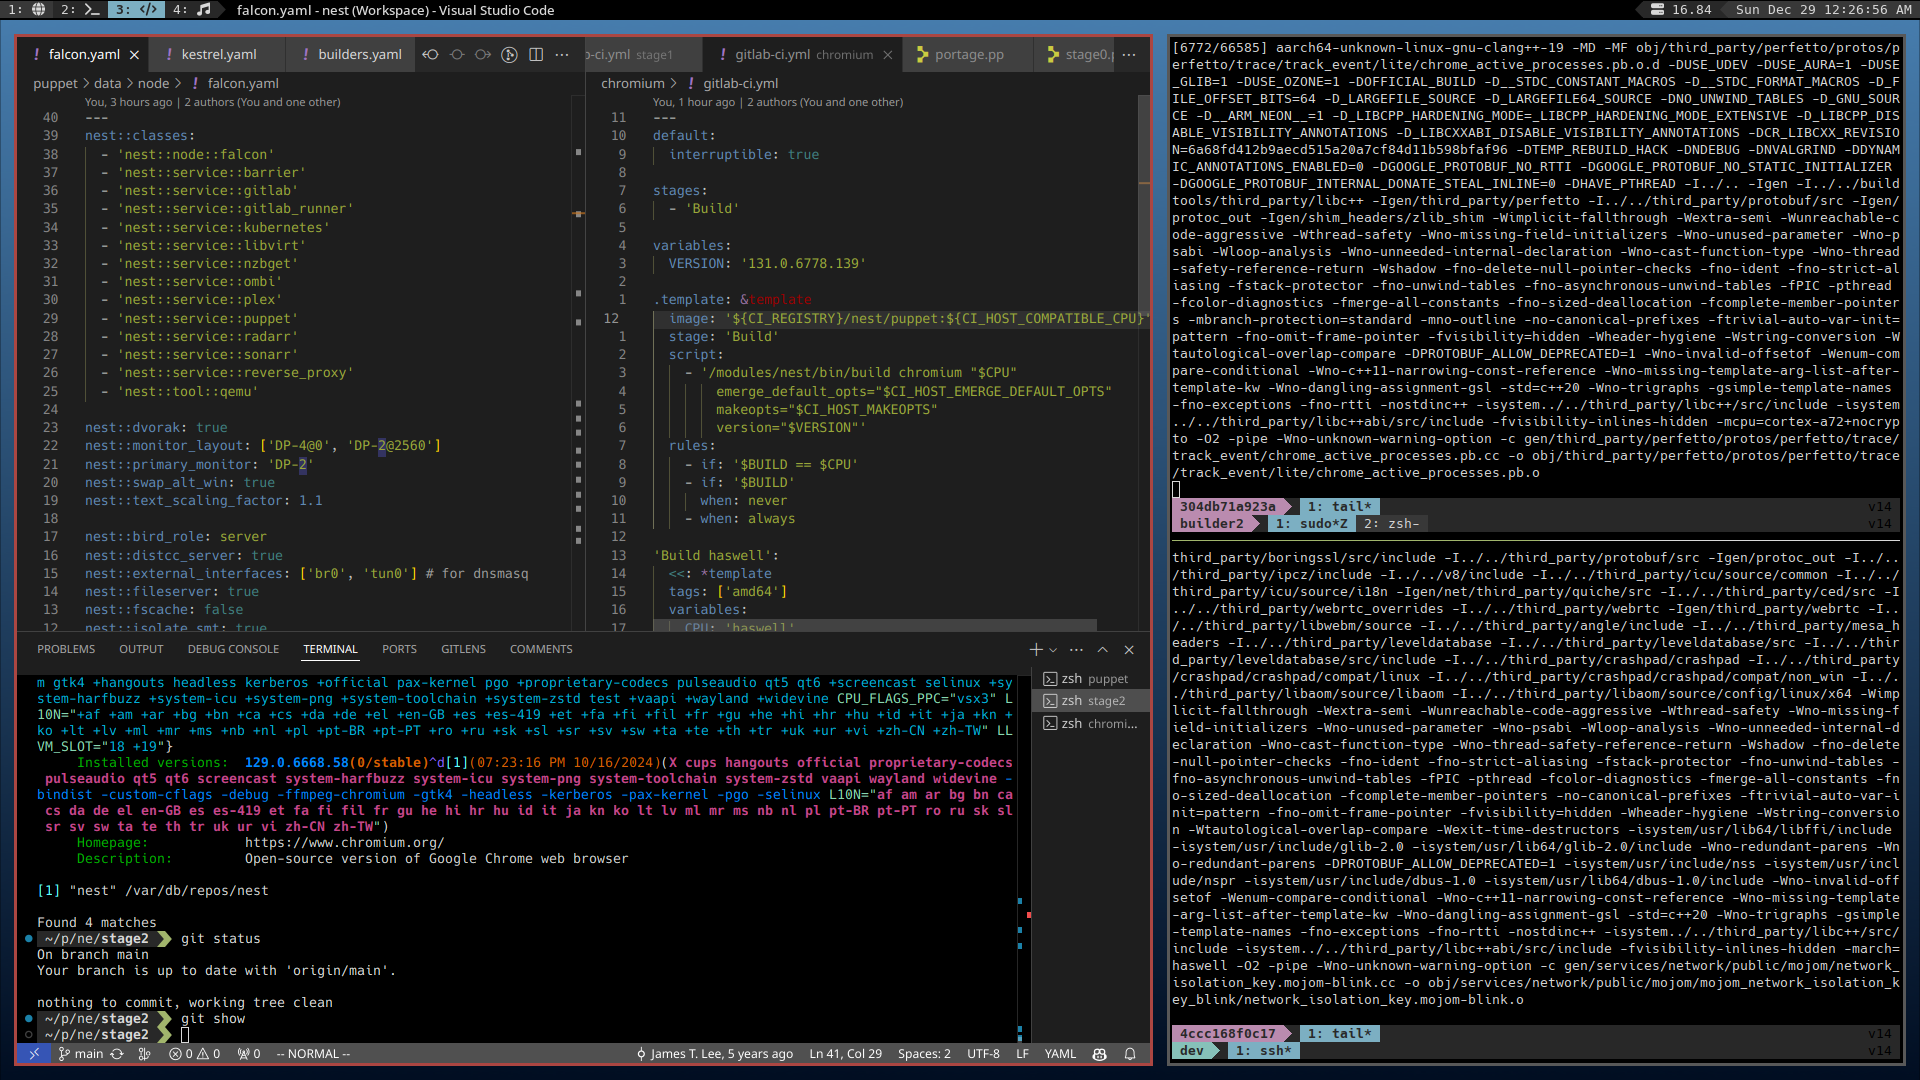 1: 2: 3: </> 4: falcon.yaml - nest (Workspace) - Visual Studio Code
16.84 Sun Dec 29 12:26:56 AM
! falcon.yaml ! kestrel.yaml ! builders.yaml
puppet > data > node > ! falcon.yaml
You, 3 hours ago | 2 authors (You and one other)
40 ---
39 nest::classes:
38 - 'nest::node::falcon'
37 - 'nest::service::barrier'
36 - 'nest::service::gitlab'
35 - 'nest::service::gitlab_runner'
34 - 'nest::service::kubernetes'
33 - 'nest::service::libvirt'
32 - 'nest::service::nzbget'
31 - 'nest::service::ombi'
30 - 'nest::service::plex'
29 - 'nest::service::puppet'
28 - 'nest::service::radarr'
27 - 'nest::service::sonarr'
26 - 'nest::service::reverse_proxy'
25 - 'nest::tool::qemu'
24
23 nest::dvorak: true
22 nest::monitor_layout: ['DP-4@0', 'DP-2@2560']
21 nest::primary_monitor: 'DP-2'
20 nest::swap_alt_win: true
19 nest::text_scaling_factor: 1.1
18
17 nest::bird_role: server
16 nest::distcc_server: true
15 nest::external_interfaces: ['br0', 'tun0'] # for dnsmasq
14 nest::fileserver: true
13 nest::fscache: false
12 nest::isolate_smt: true
b-ci.yml stage1 ! gitlab-ci.yml chromium portage.pp stage0.p
chromium > ! gitlab-ci.yml
You, 1 hour ago | 2 authors (You and one other)
11 ---
10 default:
9 interruptible: true
8
7 stages:
6 - 'Build'
5
4 variables:
3 VERSION: '131.0.6778.139'
2
1 .template: &template
12 image: '${CI_REGISTRY}/nest/puppet:${CI_HOST_COMPATIBLE_CPU}'
1 stage: 'Build'
2 script:
3 - '/modules/nest/bin/build chromium "$CPU"
4 emerge_default_opts="$CI_HOST_EMERGE_DEFAULT_OPTS"
5 makeopts="$CI_HOST_MAKEOPTS"
6 version="$VERSION"'
7 rules:
8 - if: '$BUILD == $CPU'
9 - if: '$BUILD'
10 when: never
11 - when: always
12
13 'Build haswell':
14 <<: *template
15 tags: ['amd64']
16 variables:
17 CPU: 'haswell'
PROBLEMS OUTPUT DEBUG CONSOLE TERMINAL PORTS GITLENS COMMENTS
m gtk4 +hangouts headless kerberos +official pax-kernel pgo +proprietary-codecs pulseaudio qt5 qt6 +screencast selinux +sy
stem-harfbuzz +system-icu +system-png +system-toolchain +system-zstd test +vaapi +wayland +widevine CPU_FLAGS_PPC="vsx3" L
10N="+af +am +ar +bg +bn +ca +cs +da +de +el +en-GB +es +es-419 +et +fa +fi +fil +fr +gu +he +hi +hr +hu +id +it +ja +kn +
ko +lt +lv +ml +mr +ms +nb +nl +pl +pt-BR +pt-PT +ro +ru +sk +sl +sr +sv +sw +ta +te +th +tr +uk +ur +vi +zh-CN +zh-TW" LL
VM_SLOT="18 +19"}
Installed versions: 129.0.6668.58(0/stable)^d[1](07:23:16 PM 10/16/2024)(X cups hangouts official proprietary-codecs
pulseaudio qt5 qt6 screencast system-harfbuzz system-icu system-png system-toolchain system-zstd vaapi wayland widevine -
bindist -custom-cflags -debug -ffmpeg-chromium -gtk4 -headless -kerberos -pax-kernel -pgo -selinux L10N="af am ar bg bn ca
cs da de el en-GB es es-419 et fa fi fil fr gu he hi hr hu id it ja kn ko lt lv ml mr ms nb nl pl pt-BR pt-PT ro ru sk sl
sr sv sw ta te th tr uk ur vi zh-CN zh-TW")
Homepage: https://www.chromium.org/
Description: Open-source version of Google Chrome web browser
[1] "nest" /var/db/repos/nest
Found 4 matches
~/p/ne/stage2 git status
On branch main
Your branch is up to date with 'origin/main'.
nothing to commit, working tree clean
~/p/ne/stage2 git show
~/p/ne/stage2
zsh puppet
zsh stage2
zsh chromi...
main 0 0 0 -- NORMAL -- James T. Lee, 5 years ago Ln 41, Col 29 Spaces: 2 UTF-8 LF YAML
[6772/66585] aarch64-unknown-linux-gnu-clang++-19 -MD -MF obj/third_party/perfetto/protos/p
erfetto/trace/track_event/lite/chrome_active_processes.pb.o.d -DUSE_UDEV -DUSE_AURA=1 -DUSE
_GLIB=1 -DUSE_OZONE=1 -DOFFICIAL_BUILD -D__STDC_CONSTANT_MACROS -D__STDC_FORMAT_MACROS -D_F
ILE_OFFSET_BITS=64 -D_LARGEFILE_SOURCE -D_LARGEFILE64_SOURCE -DNO_UNWIND_TABLES -D_GNU_SOUR
CE -D__ARM_NEON__=1 -D_LIBCPP_HARDENING_MODE=_LIBCPP_HARDENING_MODE_EXTENSIVE -D_LIBCPP_DIS
ABLE_VISIBILITY_ANNOTATIONS -D_LIBCXXABI_DISABLE_VISIBILITY_ANNOTATIONS -DCR_LIBCXX_REVISIO
N=6a68fd412b9aecd515a20a7cf84d11b598bfaf96 -DTEMP_REBUILD_HACK -DNDEBUG -DNVALGRIND -DDYNAM
IC_ANNOTATIONS_ENABLED=0 -DGOOGLE_PROTOBUF_NO_RTTI -DGOOGLE_PROTOBUF_NO_STATIC_INITIALIZER
-DGOOGLE_PROTOBUF_INTERNAL_DONATE_STEAL_INLINE=0 -DHAVE_PTHREAD -I../.. -Igen -I../../build
tools/third_party/libc++ -Igen/third_party/perfetto -I../../third_party/protobuf/src -Igen/
protoc_out -Igen/shim_headers/zlib_shim -Wimplicit-fallthrough -Wextra-semi -Wunreachable-c
ode-aggressive -Wthread-safety -Wno-missing-field-initializers -Wno-unused-parameter -Wno-p
sabi -Wloop-analysis -Wno-unneeded-internal-declaration -Wno-cast-function-type -Wno-thread
-safety-reference-return -Wshadow -fno-delete-null-pointer-checks -fno-ident -fno-strict-al
iasing -fstack-protector -fno-unwind-tables -fno-asynchronous-unwind-tables -fPIC -pthread
-fcolor-diagnostics -fmerge-all-constants -fno-sized-deallocation -fcomplete-member-pointer
s -mbranch-protection=standard -mno-outline -no-canonical-prefixes -ftrivial-auto-var-init=
pattern -fno-omit-frame-pointer -fvisibility=hidden -Wheader-hygiene -Wstring-conversion -W
tautological-overlap-compare -DPROTOBUF_ALLOW_DEPRECATED=1 -Wno-invalid-offsetof -Wenum-com
pare-conditional -Wno-c++11-narrowing-const-reference -Wno-missing-template-arg-list-after-
template-kw -Wno-dangling-assignment-gsl -std=c++20 -Wno-trigraphs -gsimple-template-names
-fno-exceptions -fno-rtti -nostdinc++ -isystem../../third_party/libc++/src/include -isystem
../../third_party/libc++abi/src/include -fvisibility-inlines-hidden -mcpu=cortex-a72+nocryp
to -O2 -pipe -Wno-unknown-warning-option -c gen/third_party/perfetto/protos/perfetto/trace/
track_event/chrome_active_processes.pb.cc -o obj/third_party/perfetto/protos/perfetto/trace
/track_event/lite/chrome_active_processes.pb.o
304db71a923a 1: tail* v14
builder2 1: sudo*Z 2: zsh- v14
third_party/boringssl/src/include -I../../third_party/protobuf/src -Igen/protoc_out -I../..
/third_party/ipcz/include -I../../v8/include -I../../third_party/icu/source/common -I../../
third_party/icu/source/i18n -Igen/net/third_party/quiche/src -I../../third_party/ced/src -I
../../third_party/webrtc_overrides -I../../third_party/webrtc -Igen/third_party/webrtc -I..
/../third_party/libwebm/source -I../../third_party/angle/include -I../../third_party/mesa_h
eaders -I../../third_party/leveldatabase -I../../third_party/leveldatabase/src -I../../thir
d_party/leveldatabase/src/include -I../../third_party/crashpad/crashpad -I../../third_party
/crashpad/crashpad/compat/linux -I../../third_party/crashpad/crashpad/compat/non_win -I../.
./third_party/libaom/source/libaom -I../../third_party/libaom/source/config/linux/x64 -Wimp
licit-fallthrough -Wextra-semi -Wunreachable-code-aggressive -Wthread-safety -Wno-missing-f
ield-initializers -Wno-unused-parameter -Wno-psabi -Wloop-analysis -Wno-unneeded-internal-d
eclaration -Wno-cast-function-type -Wno-thread-safety-reference-return -Wshadow -fno-delete
-null-pointer-checks -fno-ident -fno-strict-aliasing -fstack-protector -fno-unwind-tables -
fno-asynchronous-unwind-tables -fPIC -pthread -fcolor-diagnostics -fmerge-all-constants -fn
o-sized-deallocation -fcomplete-member-pointers -no-canonical-prefixes -ftrivial-auto-var-i
nit=pattern -fno-omit-frame-pointer -fvisibility=hidden -Wheader-hygiene -Wstring-conversio
n -Wtautological-overlap-compare -Wexit-time-destructors -isystem/usr/lib64/libffi/include
-isystem/usr/include/glib-2.0 -isystem/usr/lib64/glib-2.0/include -Wno-redundant-parens -Wn
o-redundant-parens -DPROTOBUF_ALLOW_DEPRECATED=1 -isystem/usr/include/nss -isystem/usr/incl
ude/nspr -isystem/usr/include/dbus-1.0 -isystem/usr/lib64/dbus-1.0/include -Wno-invalid-off
setof -Wenum-compare-conditional -Wno-c++11-narrowing-const-reference -Wno-missing-template
-arg-list-after-template-kw -Wno-dangling-assignment-gsl -std=c++20 -Wno-trigraphs -gsimple
-template-names -fno-exceptions -fno-rtti -nostdinc++ -isystem../../third_party/libc++/src/
include -isystem../../third_party/libc++abi/src/include -fvisibility-inlines-hidden -march=
haswell -O2 -pipe -Wno-unknown-warning-option -c gen/services/network/public/mojom/network_
isolation_key.mojom-blink.cc -o obj/services/network/public/mojom/mojom_network_isolation_k
ey_blink/network_isolation_key.mojom-blink.o
4ccc168f0c17 1: tail* v14
dev 1: ssh* v14